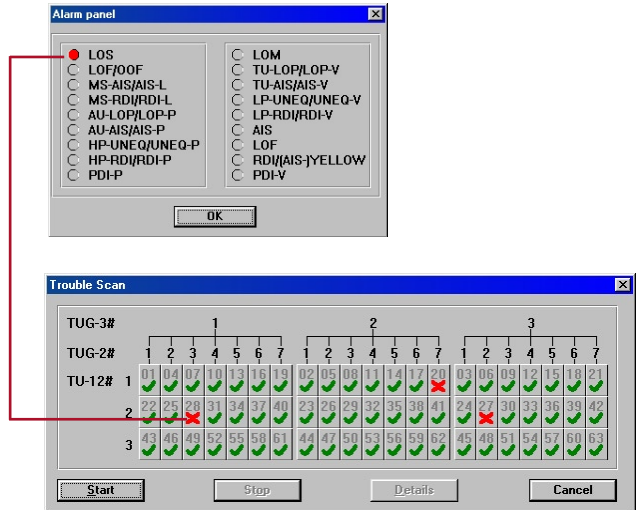 Alarm panel
LOS
LOF/OOF
MS-AIS/AIS-L
MS-RDI/RDI-L
AU-LOP/LOP-P
AU-AIS/AIS-P
HP-UNEQ/UNEQ-P
HP-RDI/RDI-P
PDI-P
LOM
TU-LOP/LOP-V
TU-AIS/AIS-V
LP-UNEQ/UNEQ-V
LP-RDI/RDI-V
AIS
LOF
RDI/(AIS-)YELLOW
PDI-V
OK
Trouble Scan
TUG-3# 1 2 3
TUG-2# 1 2 3 4 5 6 7 1 2 3 4 5 6 7 1 2 3 4 5 6 7
TU-12# 1 01 04 07 10 13 16 19 02 05 08 11 14 17 20 03 06 09 12 15 18 21
2 22 25 28 31 34 37 40 23 26 29 32 35 38 41 24 27 30 33 36 39 42
3 43 46 49 52 55 58 61 44 47 50 53 56 59 62 45 48 51 54 57 60 63
Start Stop Details Cancel